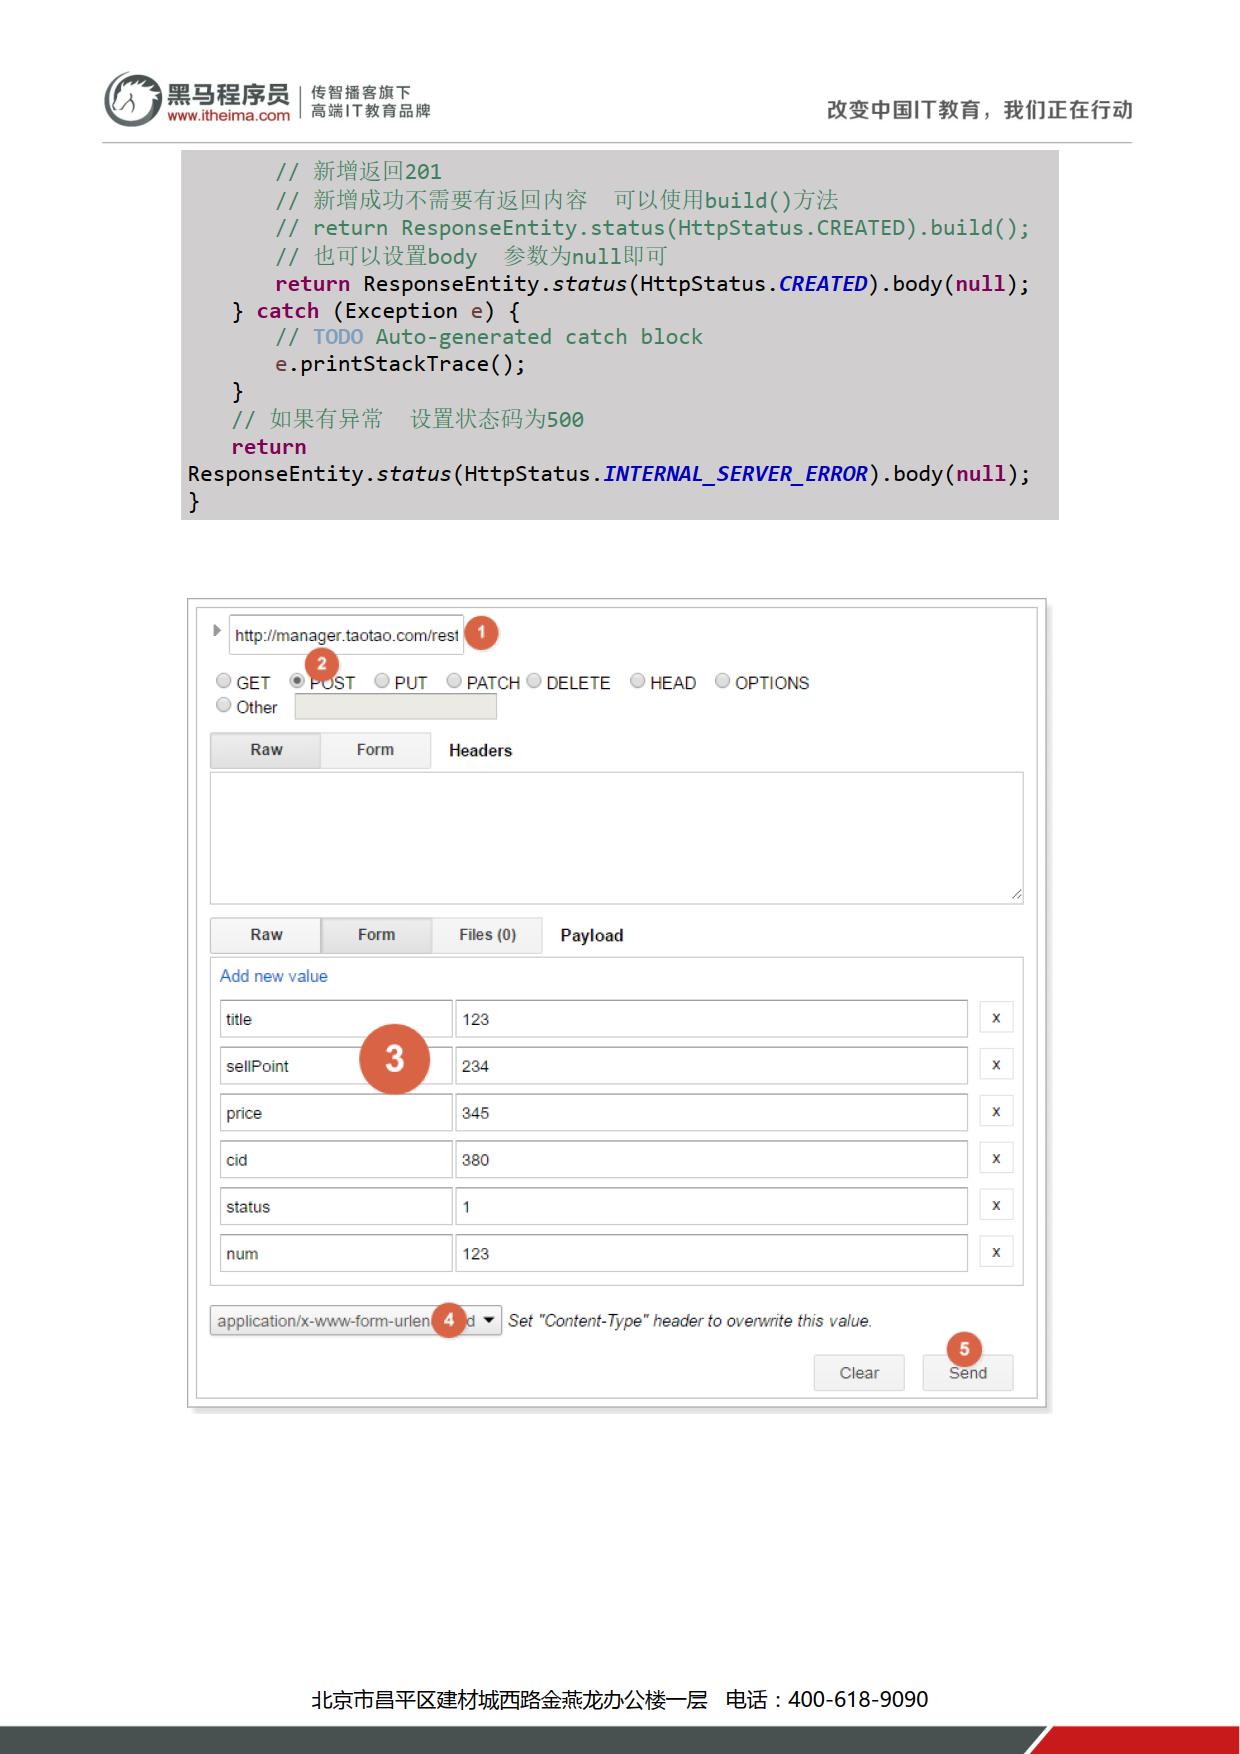 黑马程序员
www.itheima.com
传智播客旗下
高端IT教育品牌
改变中国IT教育，我们正在行动
// 新增返回201
// 新增成功不需要有返回内容  可以使用build()方法
// return ResponseEntity.status(HttpStatus.CREATED).build();
// 也可以设置body  参数为null即可
return ResponseEntity.status(HttpStatus.CREATED).body(null);
} catch (Exception e) {
// TODO Auto-generated catch block
e.printStackTrace();
}
// 如果有异常  设置状态码为500
return
ResponseEntity.status(HttpStatus.INTERNAL_SERVER_ERROR).body(null);
}
http://manager.taotao.com/rest 1
2
GET POST PUT PATCH DELETE HEAD OPTIONS
Other
Raw Form Headers
Raw Form Files (0) Payload
Add new value
title 123 x
3
sellPoint 234 x
price 345 x
cid 380 x
status 1 x
num 123 x
application/x-www-form-urlen 4 d Set "Content-Type" header to overwrite this value.
5
Clear Send
北京市昌平区建材城西路金燕龙办公楼一层 电话：400-618-9090